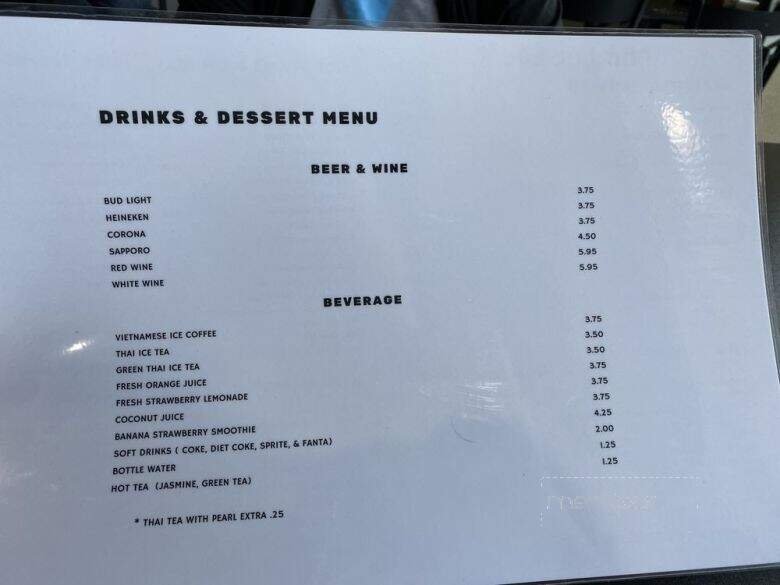 DRINKS & DESSERT MENU
BEER & WINE
BUD LIGHT 3.75
HEINEKEN 3.75
CORONA 3.75
SAPPORO 4.50
RED WINE 5.95
WHITE WINE 5.95
BEVERAGE
VIETNAMESE ICE COFFEE 3.75
THAI ICE TEA 3.50
GREEN THAI ICE TEA 3.50
FRESH ORANGE JUICE 3.75
FRESH STRAWBERRY LEMONADE 3.75
COCONUT JUICE 3.75
BANANA STRAWBERRY SMOOTHIE 4.25
SOFT DRINKS ( COKE, DIET COKE, SPRITE, & FANTA) 2.00
BOTTLE WATER 1.25
HOT TEA (JASMINE, GREEN TEA) 1.25
* THAI TEA WITH PEARL EXTRA .25